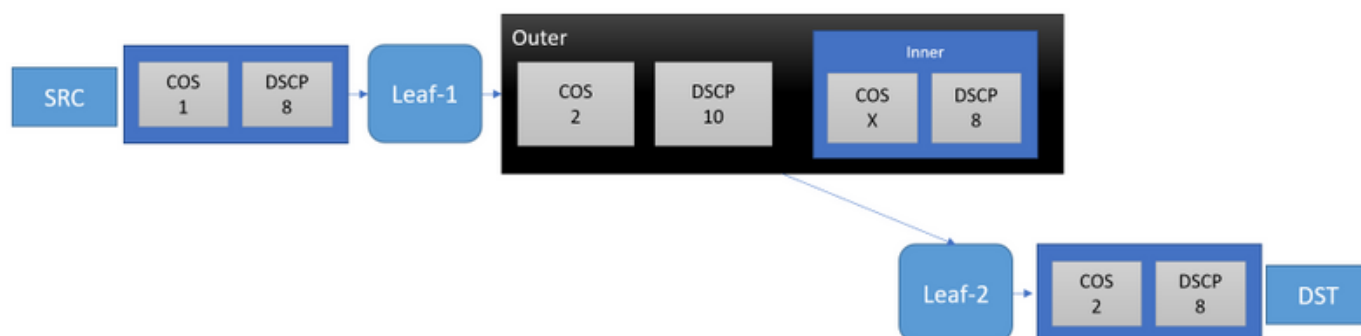 SRC
COS
1
DSCP
8
Leaf-1
Outer
COS
2
DSCP
10
Inner
COS
X
DSCP
8
Leaf-2
COS
2
DSCP
8
DST